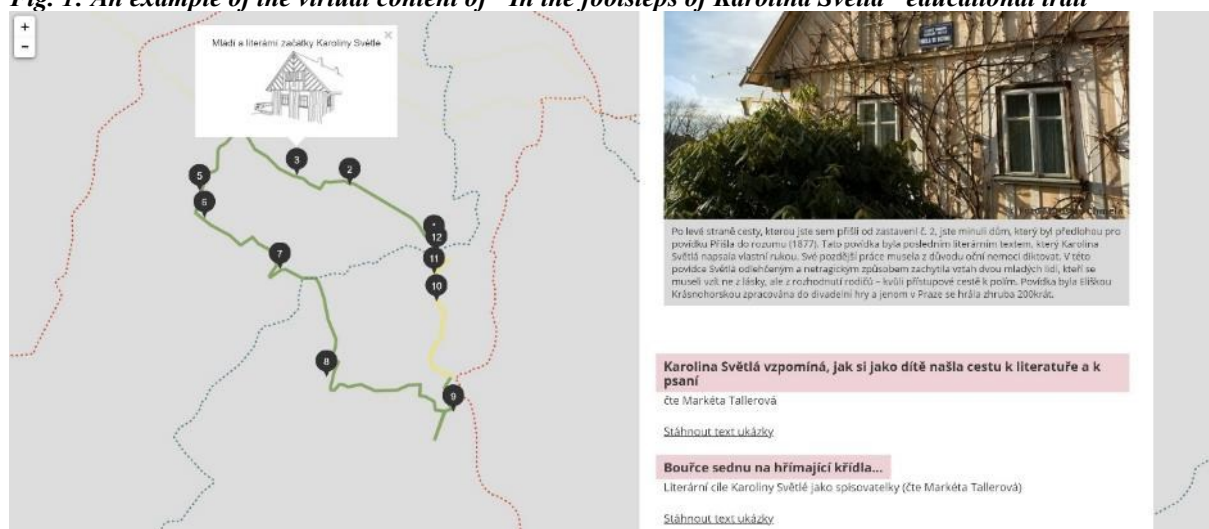 Fig. 1: An example of the virtual content of "In the footsteps of Karolina Světlá" educational trail
+
−
Mládí a literární začátky Karoliny Světlé
×
3
2
5
6
12
11
7
10
8
9
Po levé straně cesty, kterou jste sem přišli od zastavení č. 2, jste minuli dům, který byl předlohou pro
povídku Přišla do rozumu (1877). Tato povídka byla posledním literárním textem, který Karolina
Světlá napsala vlastní rukou. Své pozdější práce musela z důvodu oční nemoci diktovat. V této
povídce Světlá odlehčeným a netragickým způsobem zachytila vztah dvou mladých lidí, kteří se
museli vzít ne z lásky, ale z rozhodnutí rodičů – kvůli přístupové cestě k polím. Povídka byla Eliškou
Krásnohorskou zpracována do divadelní hry a jenom v Praze se hrála zhruba 200krát.
Karolina Světlá vzpomíná, jak si jako dítě našla cestu k literatuře a k
psaní
čte Markéta Tallerová
Stáhnout text ukázky
Bouřce sednu na hřímající křídla...
Literární cíle Karoliny Světlé jako spisovatelky (čte Markéta Tallerová)
Stáhnout text ukázky